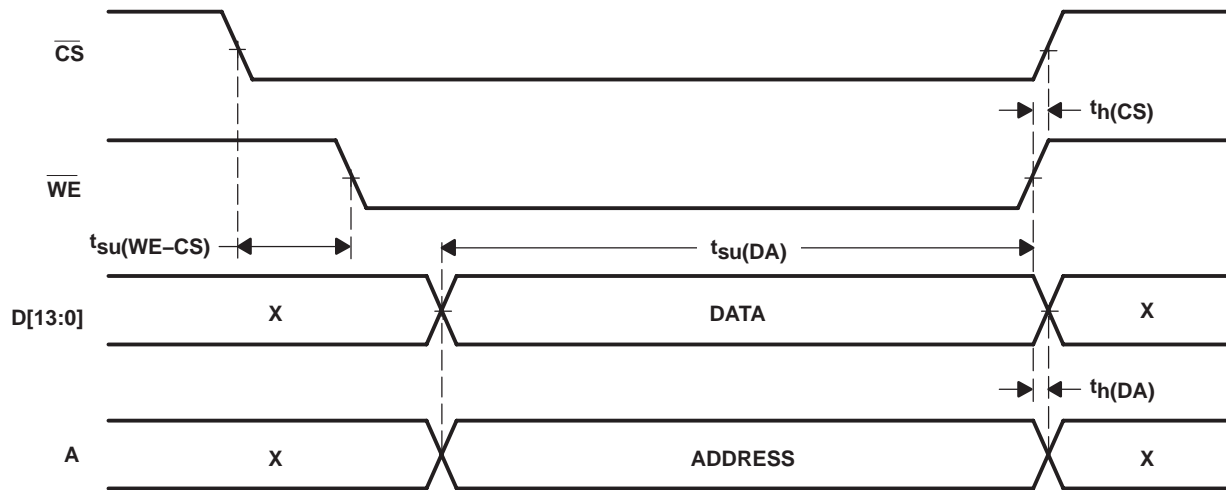 CS
th(CS)
WE
tsu(WE–CS)
tsu(DA)
D[13:0]
X
DATA
X
th(DA)
A
X
ADDRESS
X